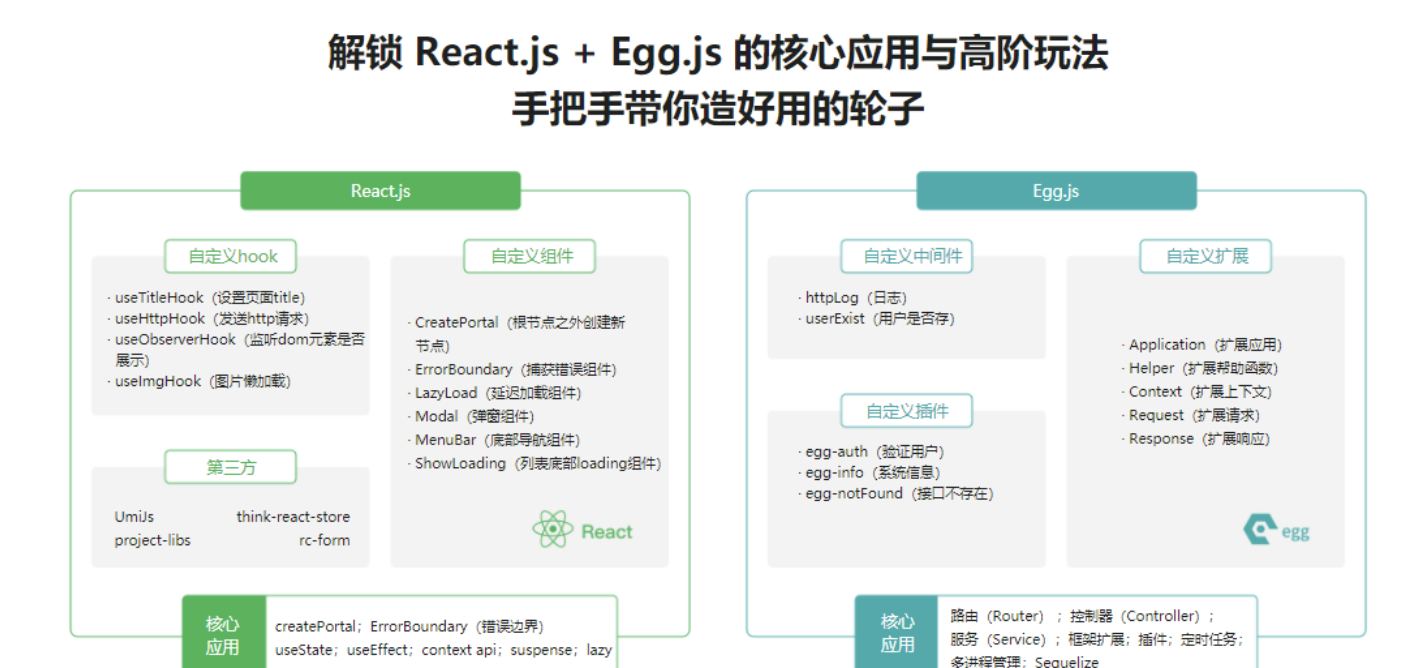 解锁 React.js + Egg.js 的核心应用与高阶玩法
手把手带你造好用的轮子
React.js
自定义hook
· useTitleHook（设置页面title）
· useHttpHook（发送http请求）
· useObserverHook（监听dom元素是否
展示）
· useImgHook（图片懒加载）
第三方
UmiJs think-react-store
project-libs rc-form
自定义组件
· CreatePortal（根节点之外创建新
节点）
· ErrorBoundary（捕获错误组件）
· LazyLoad（延迟加载组件）
· Modal（弹窗组件）
· MenuBar（底部导航组件）
· ShowLoading（列表底部loading组件）
React
核心
应用
createPortal；ErrorBoundary（错误边界）
useState；useEffect；context api；suspense；lazy
Egg.js
自定义中间件
· httpLog（日志）
· userExist（用户是否存）
自定义插件
· egg-auth（验证用户）
· egg-info（系统信息）
· egg-notFound（接口不存在）
自定义扩展
· Application（扩展应用）
· Helper（扩展帮助函数）
· Context（扩展上下文）
· Request（扩展请求）
· Response（扩展响应）
egg
核心
应用
路由（Router）；控制器（Controller）；
服务（Service）；框架扩展；插件；定时任务；
多进程管理；Sequelize